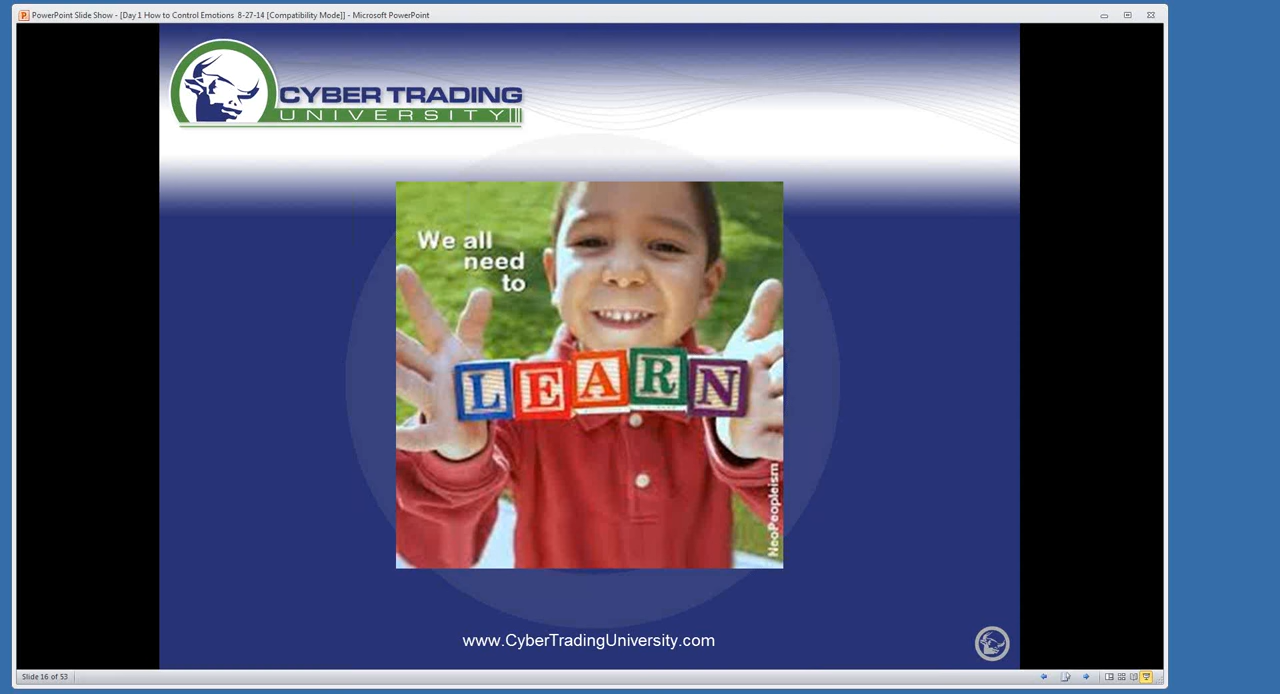 PowerPoint Slide Show - [Day 1 How to Control Emotions  8-27-14 [Compatibility Mode]] - Microsoft PowerPoint
CYBER TRADING
UNIVERSITY
We all
need
to
LEARN
NeoPeopleism
www.CyberTradingUniversity.com
Slide 16 of 53